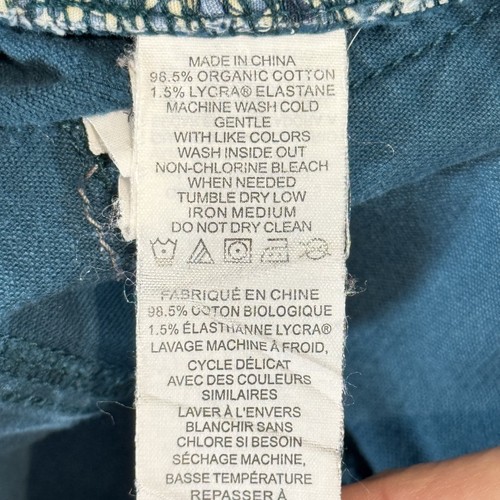 MADE IN CHINA
98.5% ORGANIC COTTON
1.5% LYCRA® ELASTANE
MACHINE WASH COLD
GENTLE
WITH LIKE COLORS
WASH INSIDE OUT
NON-CHLORINE BLEACH
WHEN NEEDED
TUMBLE DRY LOW
IRON MEDIUM
DO NOT DRY CLEAN
FABRIQUÉ EN CHINE
98.5% COTON BIOLOGIQUE
1.5% ÉLASTHANNE LYCRA®
LAVAGE MACHINE À FROID,
CYCLE DÉLICAT
AVEC DES COULEURS
SIMILAIRES
LAVER À L'ENVERS
BLANCHIR SANS
CHLORE SI BESOIN
SÉCHAGE MACHINE,
BASSE TEMPÉRATURE
REPASSER À